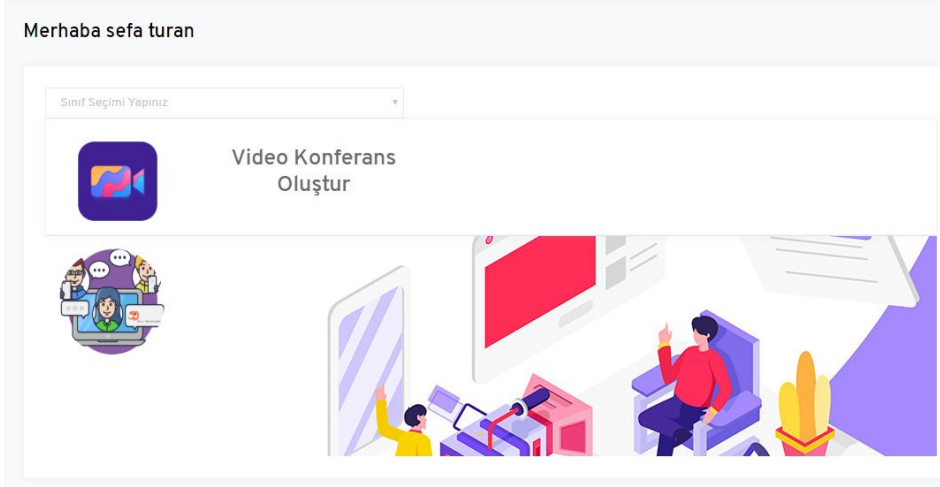 Merhaba sefa turan
Sınıf Seçimi Yapınız
Video Konferans
Oluştur